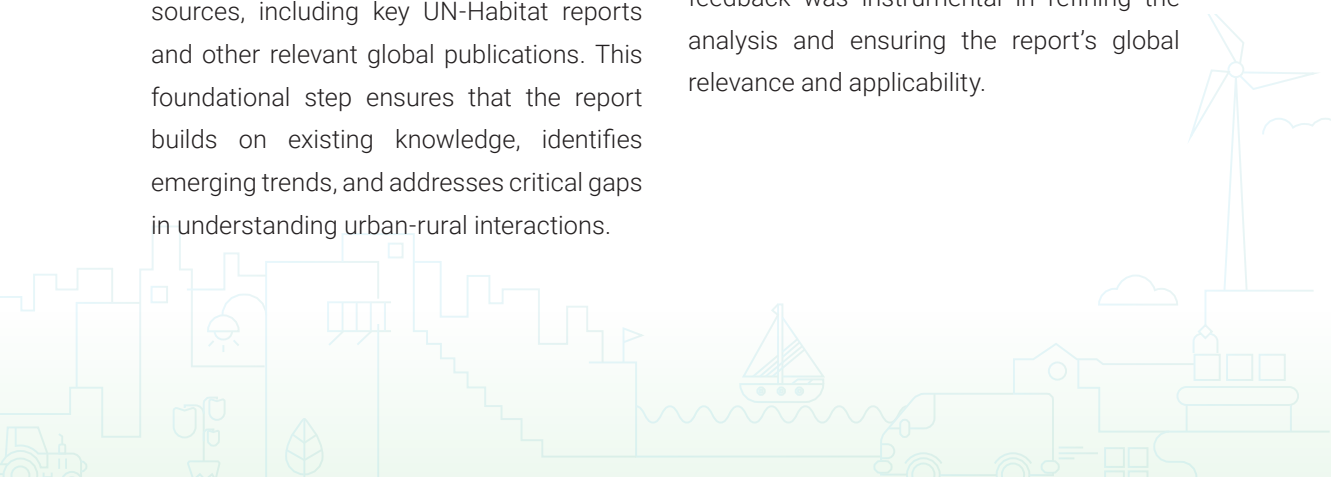 sources, including key UN-Habitat reports
and other relevant global publications. This
foundational step ensures that the report
builds on existing knowledge, identifies
emerging trends, and addresses critical gaps
in understanding urban-rural interactions.
feedback was instrumental in refining the
analysis and ensuring the report’s global
relevance and applicability.